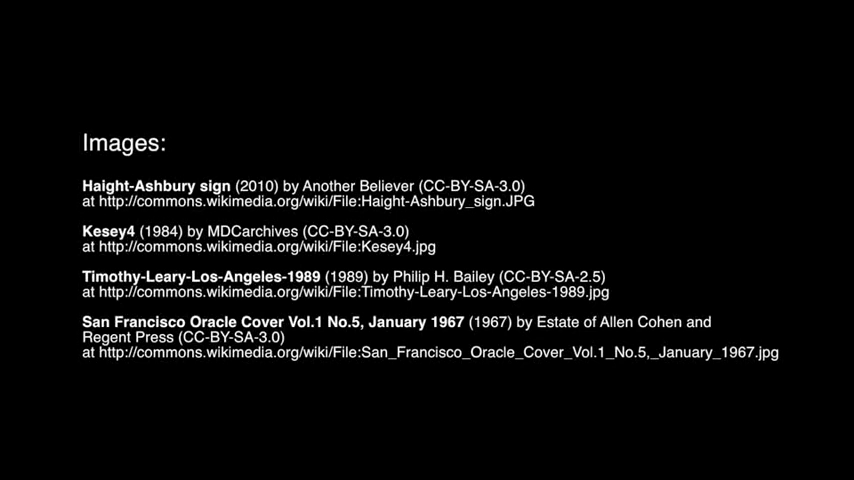 Images:
Haight-Ashbury sign (2010) by Another Believer (CC-BY-SA-3.0)
at http://commons.wikimedia.org/wiki/File:Haight-Ashbury_sign.JPG
Kesey4 (1984) by MDCarchives (CC-BY-SA-3.0)
at http://commons.wikimedia.org/wiki/File:Kesey4.jpg
Timothy-Leary-Los-Angeles-1989 (1989) by Philip H. Bailey (CC-BY-SA-2.5)
at http://commons.wikimedia.org/wiki/File:Timothy-Leary-Los-Angeles-1989.jpg
San Francisco Oracle Cover Vol.1 No.5, January 1967 (1967) by Estate of Allen Cohen and
Regent Press (CC-BY-SA-3.0)
at http://commons.wikimedia.org/wiki/File:San_Francisco_Oracle_Cover_Vol.1_No.5,_January_1967.jpg